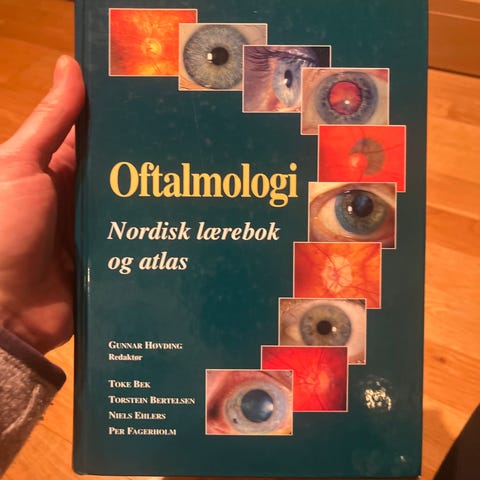 Oftalmologi
Nordisk lærebok
og atlas
GUNNAR HØVDING
Redaktør
TOKE BEK
TORSTEIN BERTELSEN
NIELS EHLERS
PER FAGERHOLM